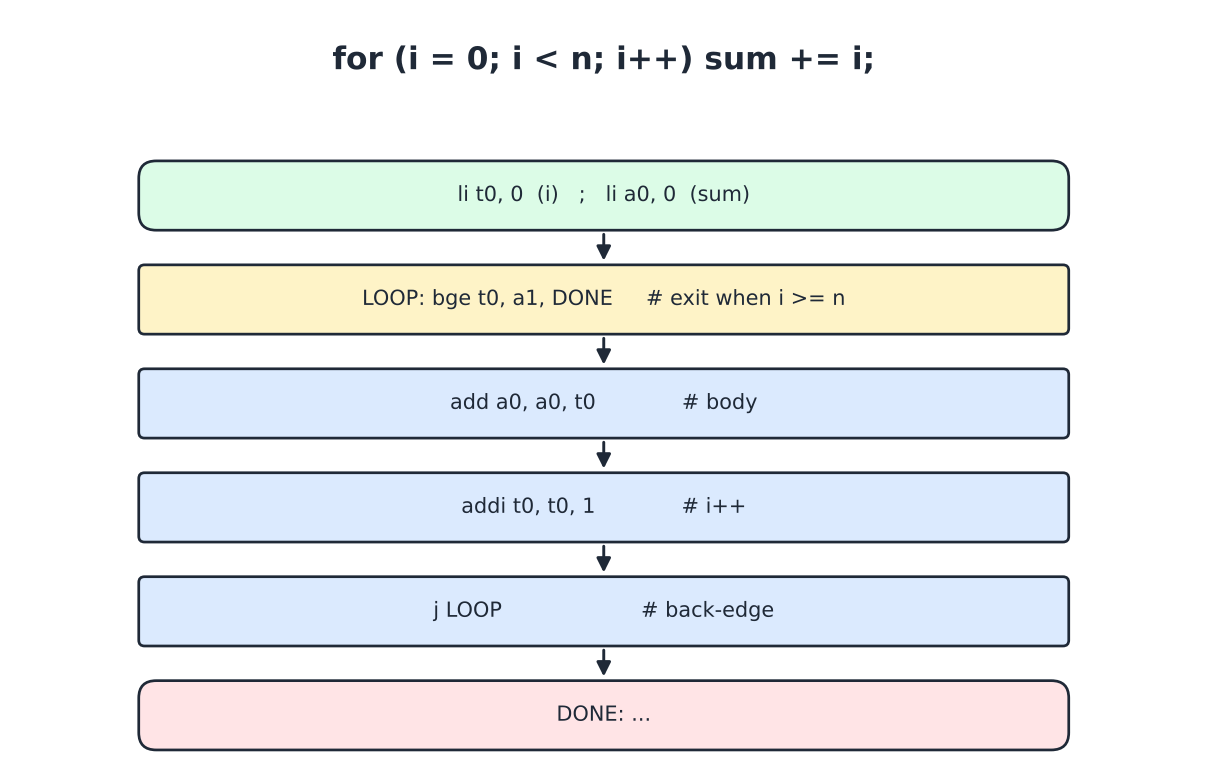 for (i = 0; i < n; i++) sum += i;
li t0, 0  (i)   ;   li a0, 0  (sum)
LOOP: bge t0, a1, DONE     # exit when i >= n
add a0, a0, t0             # body
addi t0, t0, 1             # i++
j LOOP                     # back-edge
DONE: ...